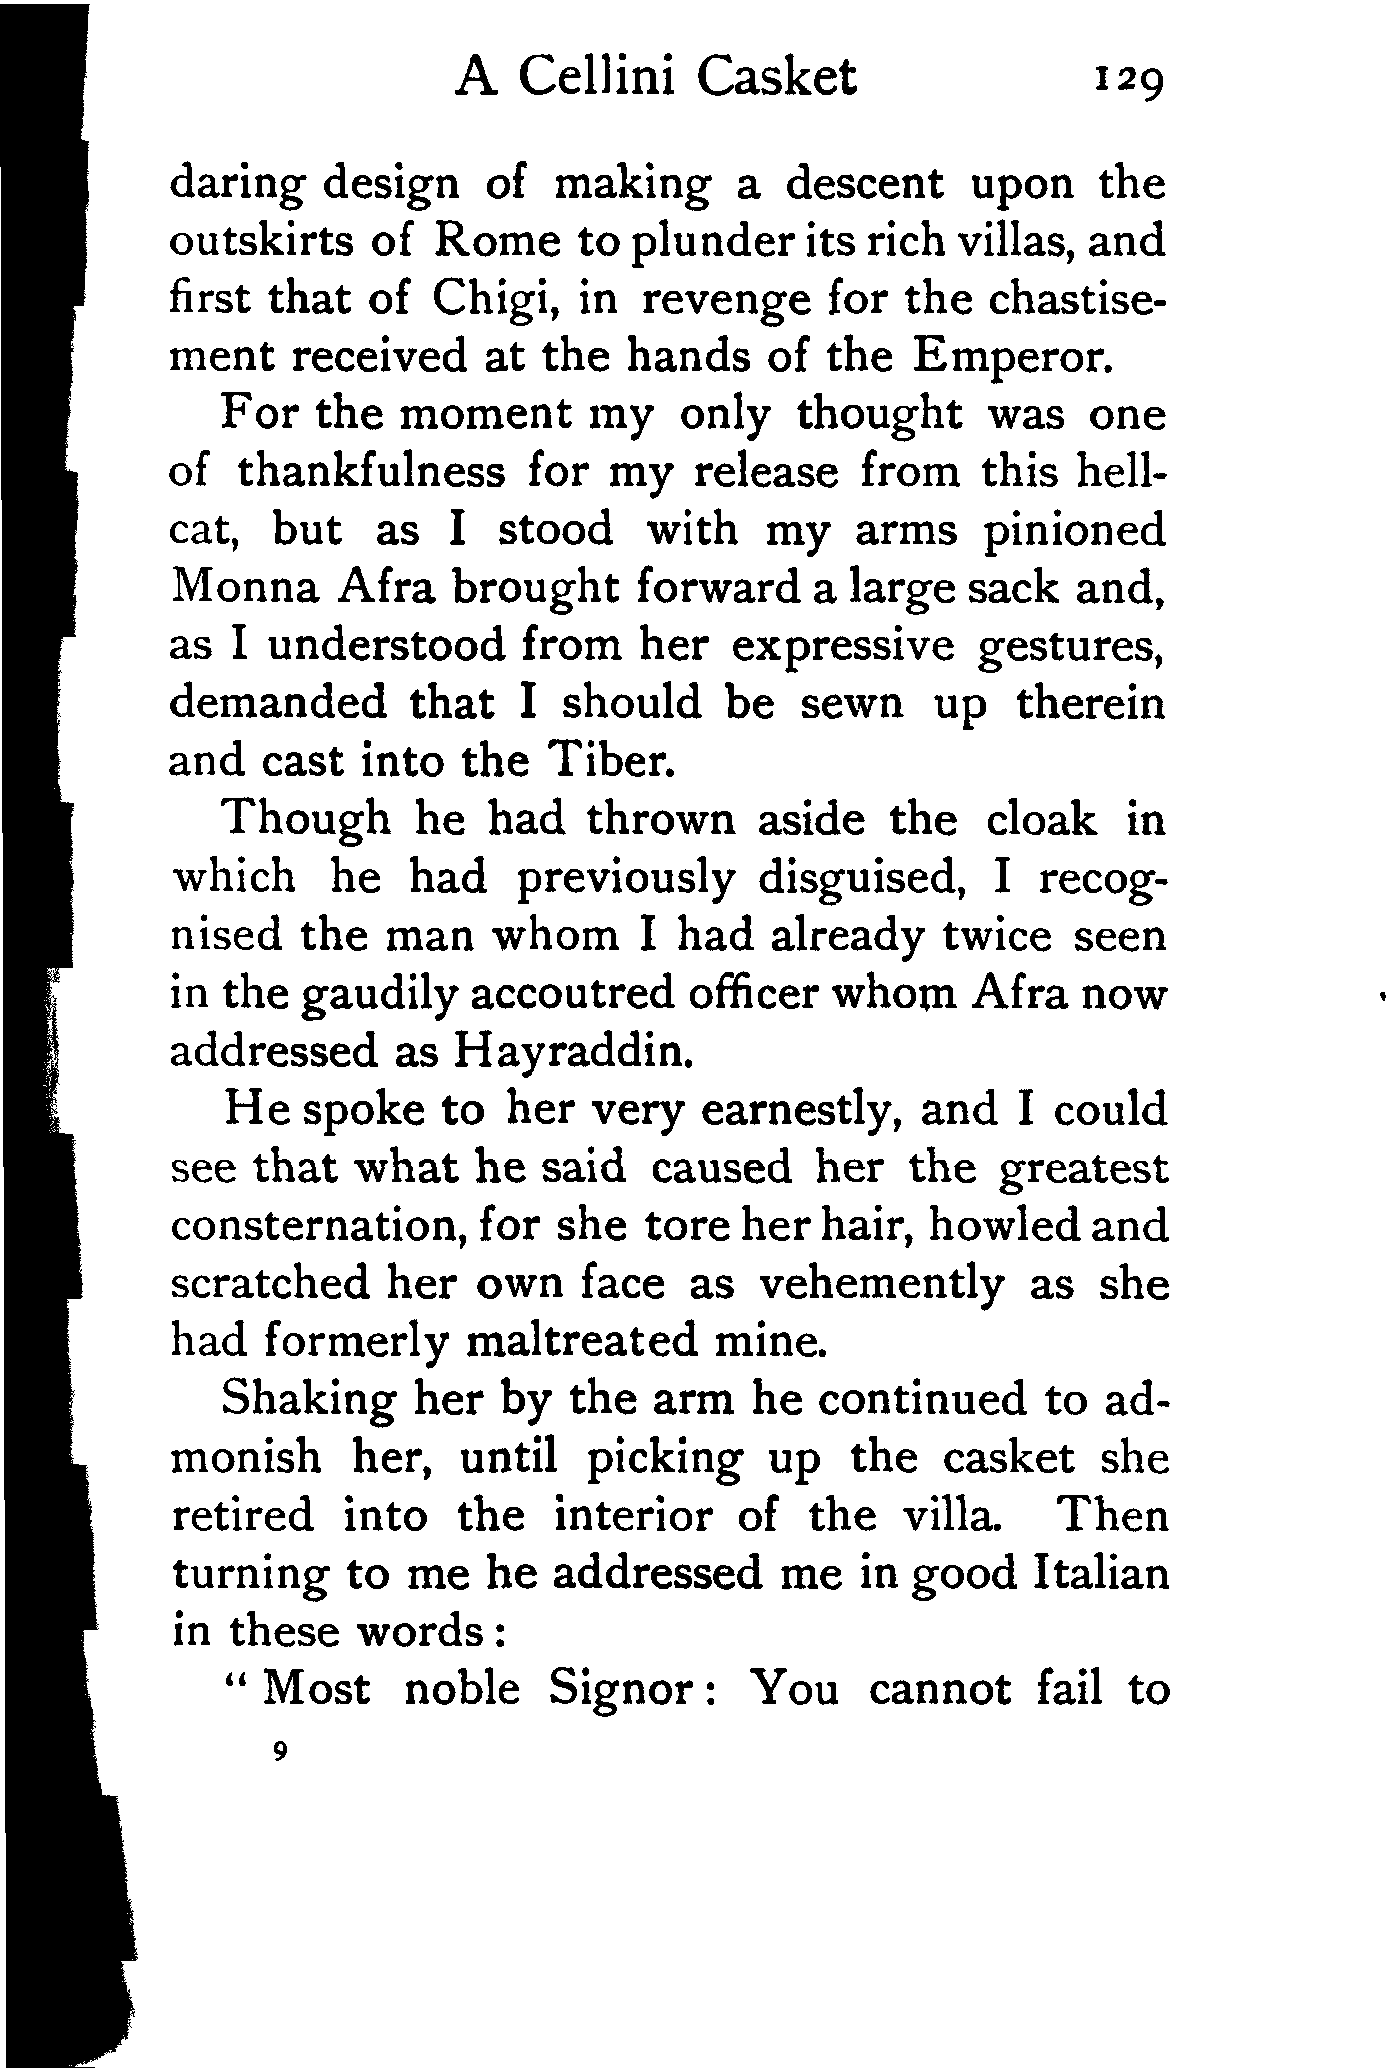 A Cellini Casket 129
daring design of making a descent upon the
outskirts of Rome to plunder its rich villas, and
first that of Chigi, in revenge for the chastise-
ment received at the hands of the Emperor.
For the moment my only thought was one
of thankfulness for my release from this hell-
cat, but as I stood with my arms pinioned
Monna Afra brought forward a large sack and,
as I understood from her expressive gestures,
demanded that I should be sewn up therein
and cast into the Tiber.
Though he had thrown aside the cloak in
which he had previously disguised, I recog-
nised the man whom I had already twice seen
in the gaudily accoutred officer whom Afra now
addressed as Hayraddin.
He spoke to her very earnestly, and I could
see that what he said caused her the greatest
consternation, for she tore her hair, howled and
scratched her own face as vehemently as she
had formerly maltreated mine.
Shaking her by the arm he continued to ad-
monish her, until picking up the casket she
retired into the interior of the villa. Then
turning to me he addressed me in good Italian
in these words :
“ Most noble Signor : You cannot fail to
9